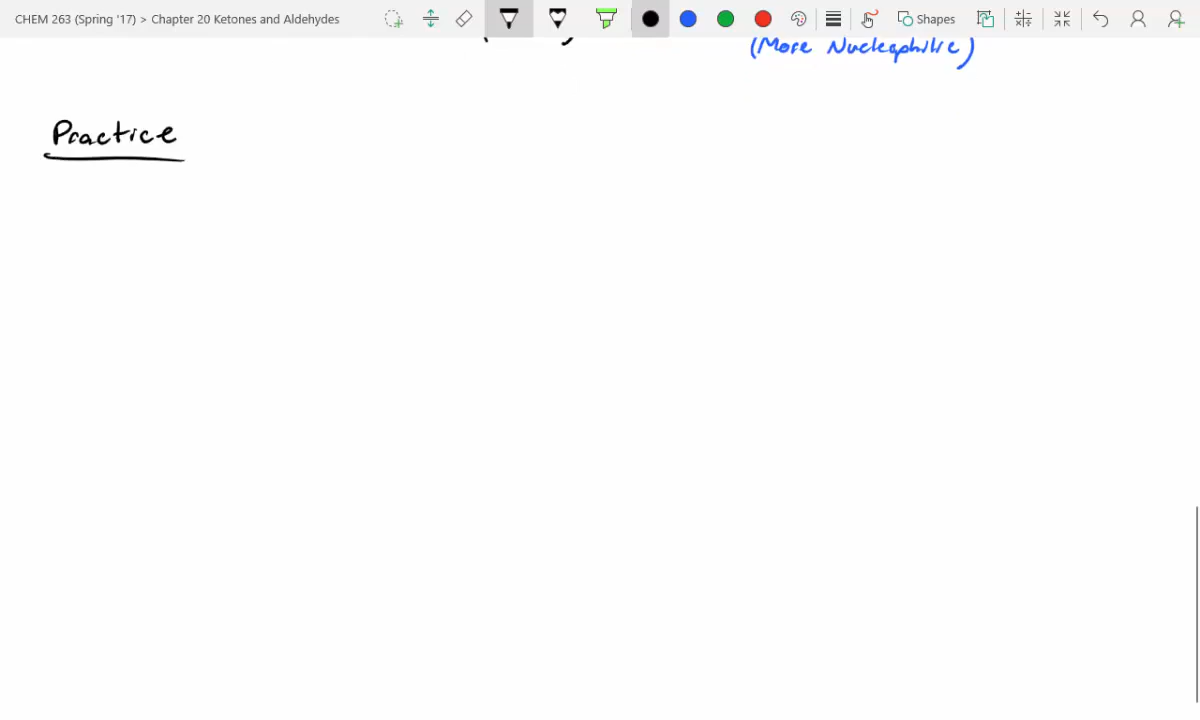 CHEM 263 (Spring '17) > Chapter 20 Ketones and Aldehydes
Shapes
(More Nucleophilic)
Practice